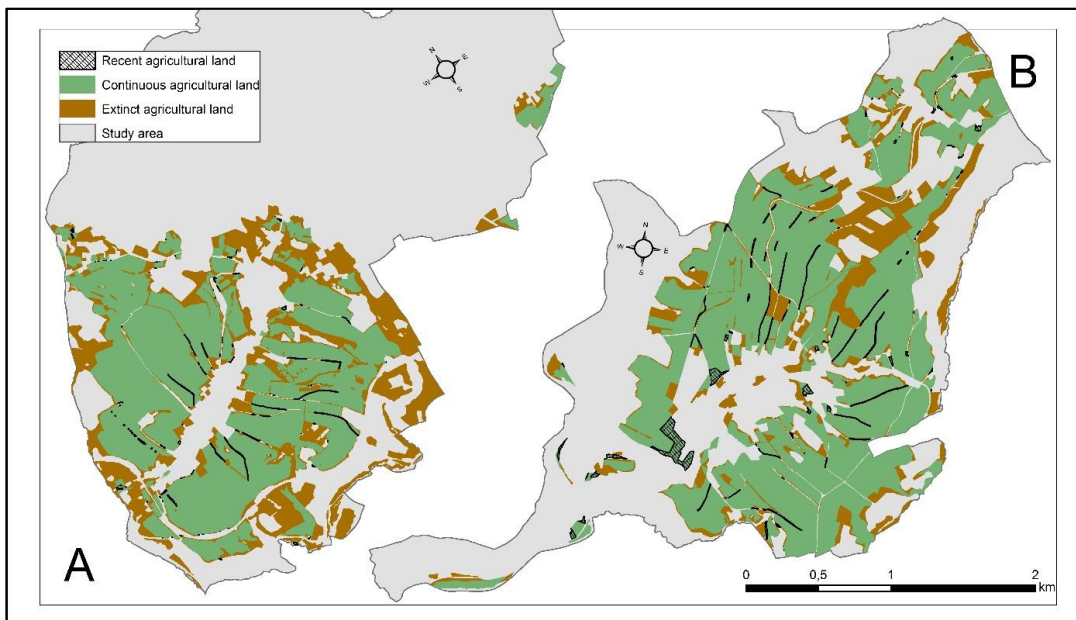 Recent agricultural land
Continuous agricultural land
Extinct agricultural land
Study area
N
E
W
S
B
N
W
E
S
A
0
0,5
1
2
km